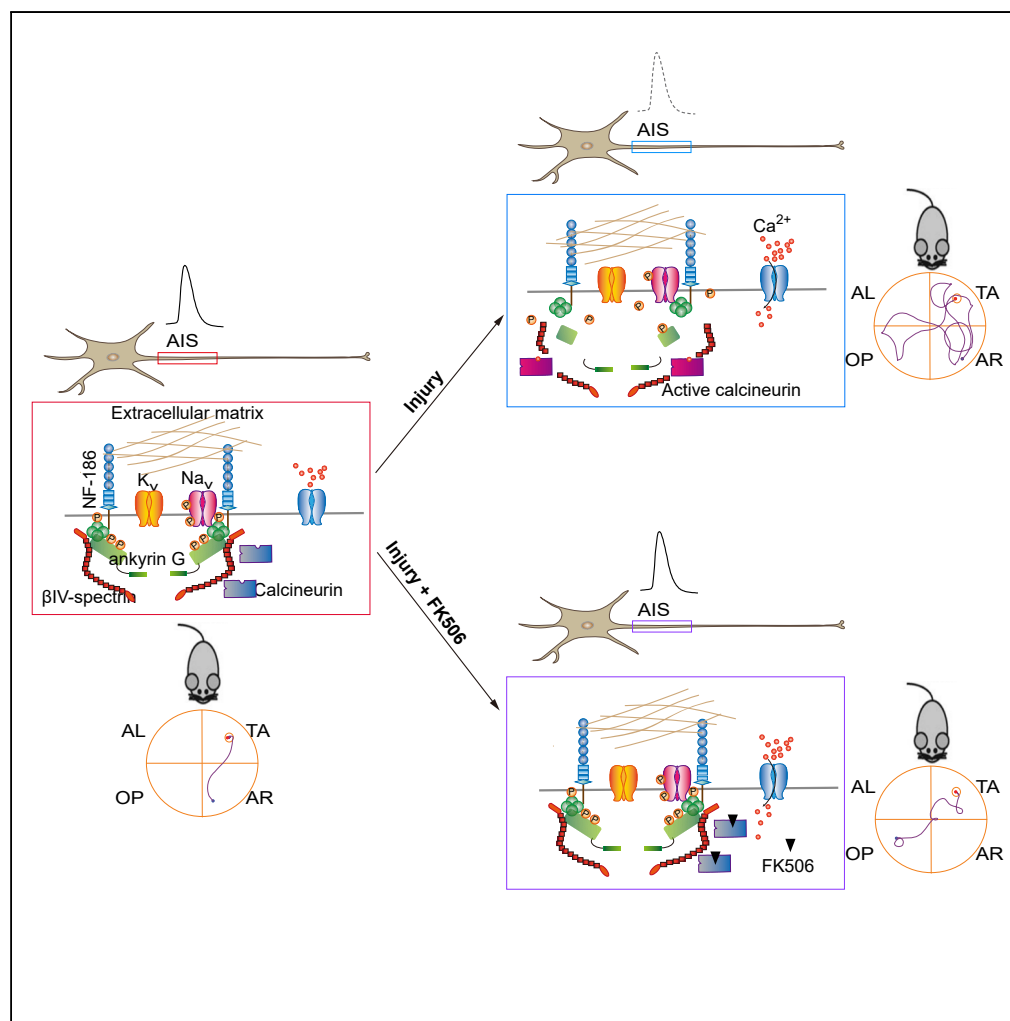 AIS
Extracellular matrix
NF-186
Kv
Nav
P
P
P
P
P
P
P
ankyrin G
βIV-spectrin
Calcineurin
AL
TA
OP
AR
Injury
Injury + FK506
AIS
Ca2+
P
P
P
P
P
Active calcineurin
AL
TA
OP
AR
AIS
P
P
P
P
P
P
P
P
FK506
AL
TA
OP
AR